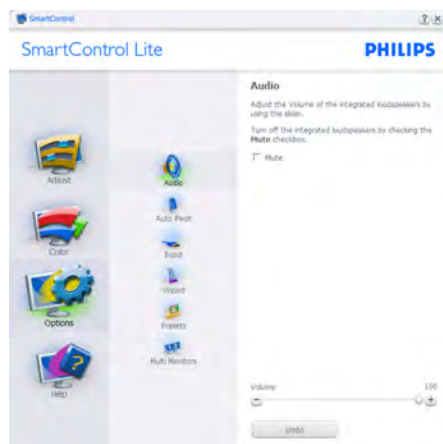 SmartControl
SmartControl Lite
PHILIPS
Adjust
Color
Options
Help
Audio
Auto Pivot
Input
Wizard
Presets
Multi Monitors
Audio
Adjust the Volume of the integrated loudspeakers by
using the slider.
Turn off the integrated loudspeakers by checking the
Mute checkbox.
Mute
Volume
100
Undo